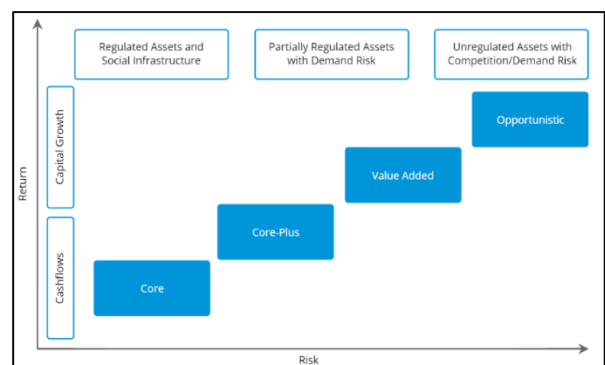 Regulated Assets and
Social Infrastructure
Partially Regulated Assets
with Demand Risk
Unregulated Assets with
Competition/Demand Risk
Return
Capital Growth
Cashflows
Opportunistic
Value Added
Core-Plus
Core
Risk